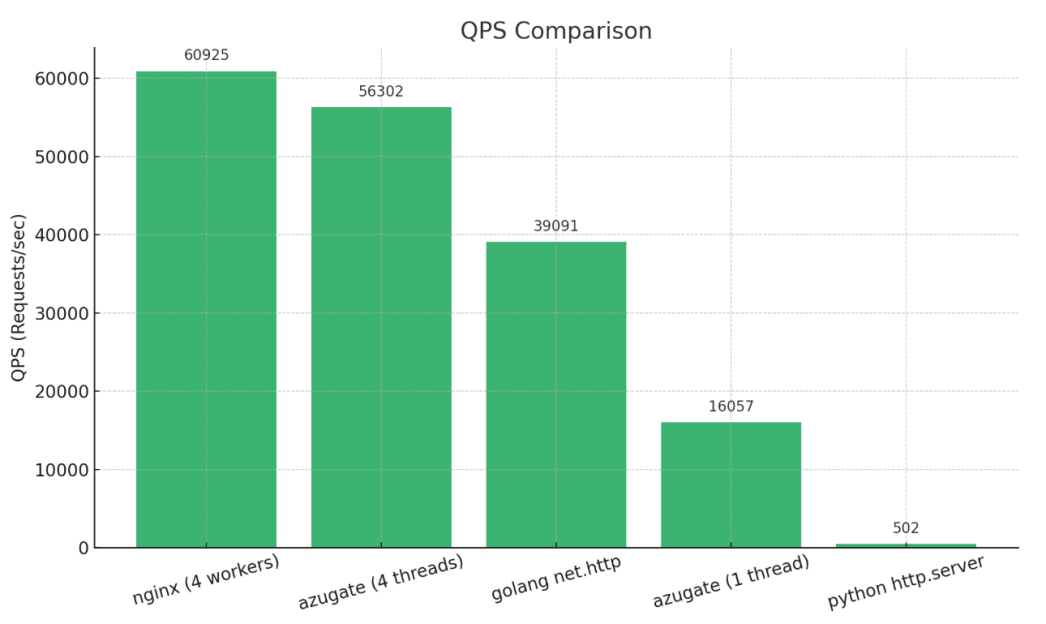 QPS Comparison
60925
56302
39091
16057
502
60000
50000
40000
30000
20000
10000
0
QPS (Requests/sec)
nginx (4 workers)
azugate (4 threads)
golang net.http
azugate (1 thread)
python http.server